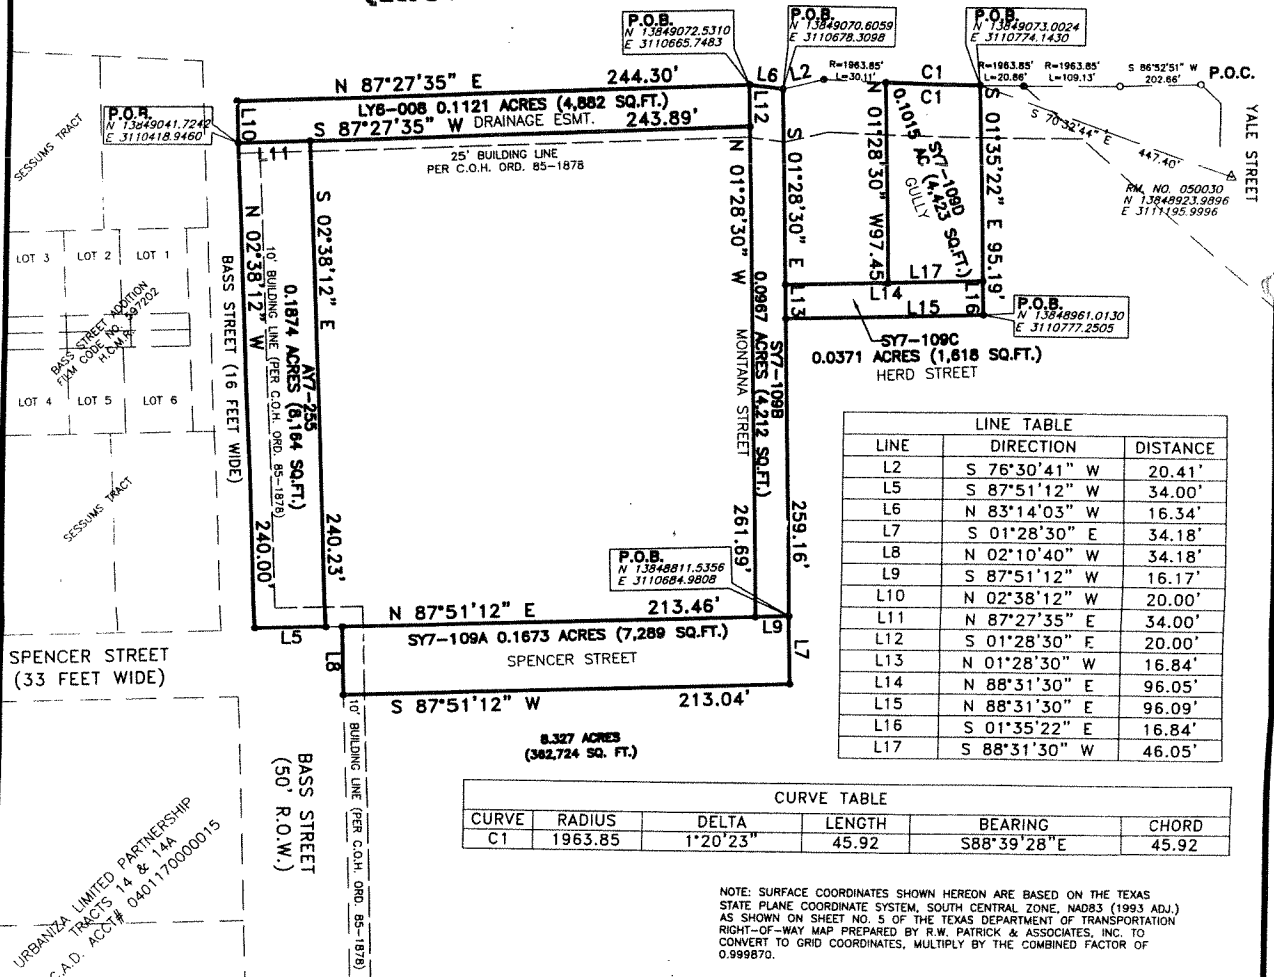 P.O.B.
N 13849072.5310
E 3110665.7483
P.O.B.
N 13849070.6059
E 3110678.3098
P.O.B.
N 13849073.0024
E 3110774.1430
N 87°27'35" E 244.30'
L6
L2
R=1963.85'
L=30.11'
C1
C1
R=1963.85'
L=20.86'
R=1963.85'
L=109.13'
S 86°52'51" W
202.66'
P.O.C.
YALE STREET
SESSUMS TRACT
N 13849041.7242
E 3110418.9460
L10
LY6-008 0.1121 ACRES (4,882 SQ.FT.)
S 87°27'35" W DRAINAGE ESMT. 243.89'
L12
L11
25' BUILDING LINE
PER C.O.H. ORD. 85-1878
S 70°32'44" E
447.40'
RM. NO. 050030
N 13848923.9896
E 3111195.9996
N 01°28'30" W97.45'
0.1015 AC (4,423 SQ.FT.)
SY7-109D
GULLY
S 01°35'22" E 95.19'
S 01°28'30" E
259.16'
N 01°28'30" W
261.69'
MONTANA STREET
0.0967 ACRES (4,212 SQ.FT.)
SY7-109B
L17
L14
L13
L15
L16
P.O.B.
N 13848961.0130
E 3110777.2505
SY7-109C
0.0371 ACRES (1,618 SQ.FT.)
HERD STREET
LOT 3
LOT 2
LOT 1
BASS STREET ADDITION
FILM CODE NO. 597202
H.C.M.R.
LOT 4
LOT 5
LOT 6
SESSUMS TRACT
BASS STREET (16 FEET WIDE)
N 02°38'12" W
240.00'
10' BUILDING LINE (PER C.O.H. ORD. 85-1878)
0.1874 ACRES (8,164 SQ.FT.)
AY7-255
S 02°38'12" E
240.23'
P.O.B.
N 13848811.5356
E 3110684.9808
N 87°51'12" E 213.46'
L5
L9
L8
L7
SY7-109A 0.1673 ACRES (7,289 SQ.FT.)
SPENCER STREET
S 87°51'12" W 213.04'
SPENCER STREET
(33 FEET WIDE)
8.327 ACRES
(362,724 SQ. FT.)
BASS STREET
(50' R.O.W.)
10' BUILDING LINE (PER C.O.H. ORD. 85-1878)
URBANIZA LIMITED PARTNERSHIP
TRACTS 14 & 14A
C.A.D. ACCT# 0401170000015
LINE TABLE
LINE DIRECTION DISTANCE
L2 S 76°30'41" W 20.41'
L5 S 87°51'12" W 34.00'
L6 N 83°14'03" W 16.34'
L7 S 01°28'30" E 34.18'
L8 N 02°10'40" W 34.18'
L9 S 87°51'12" W 16.17'
L10 N 02°38'12" W 20.00'
L11 N 87°27'35" E 34.00'
L12 S 01°28'30" E 20.00'
L13 N 01°28'30" W 16.84'
L14 N 88°31'30" E 96.05'
L15 N 88°31'30" E 96.09'
L16 S 01°35'22" E 16.84'
L17 S 88°31'30" W 46.05'
CURVE TABLE
CURVE RADIUS DELTA LENGTH BEARING CHORD
C1 1963.85 1°20'23" 45.92 S88°39'28"E 45.92
NOTE: SURFACE COORDINATES SHOWN HEREON ARE BASED ON THE TEXAS
STATE PLANE COORDINATE SYSTEM, SOUTH CENTRAL ZONE, NAD83 (1993 ADJ.)
AS SHOWN ON SHEET NO. 5 OF THE TEXAS DEPARTMENT OF TRANSPORTATION
RIGHT-OF-WAY MAP PREPARED BY R.W. PATRICK & ASSOCIATES, INC. TO
CONVERT TO GRID COORDINATES, MULTIPLY BY THE COMBINED FACTOR OF
0.999870.